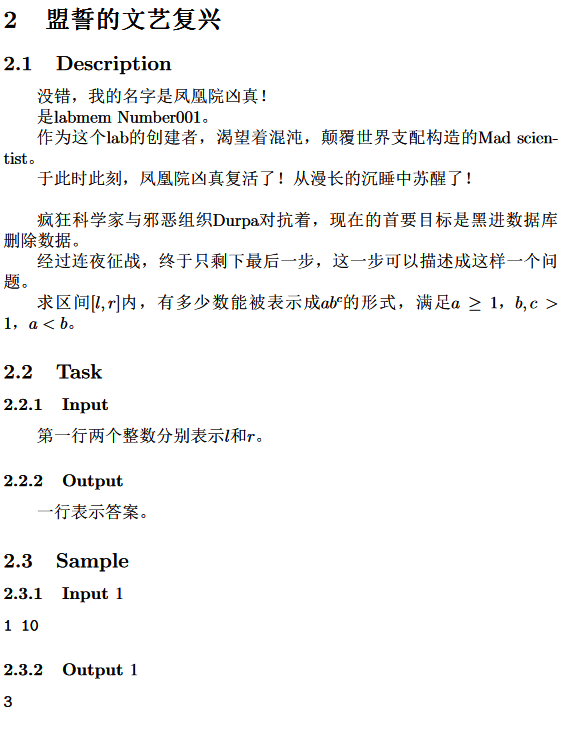 2 盟誓的文艺复兴
2.1 Description
没错，我的名字是凤凰院凶真！
是labmem Number001。
作为这个lab的创建者，渴望着混沌，颠覆世界支配构造的Mad scien-
tist。
于此时此刻，凤凰院凶真复活了！从漫长的沉睡中苏醒了！
疯狂科学家与邪恶组织Durpa对抗着，现在的首要目标是黑进数据库
删除数据。
经过连夜征战，终于只剩下最后一步，这一步可以描述成这样一个问
题。
求区间[l, r]内，有多少数能被表示成ab^c的形式，满足a ≥ 1，b, c >
1，a < b。
2.2 Task
2.2.1 Input
第一行两个整数分别表示l和r。
2.2.2 Output
一行表示答案。
2.3 Sample
2.3.1 Input 1
1 10
2.3.2 Output 1
3